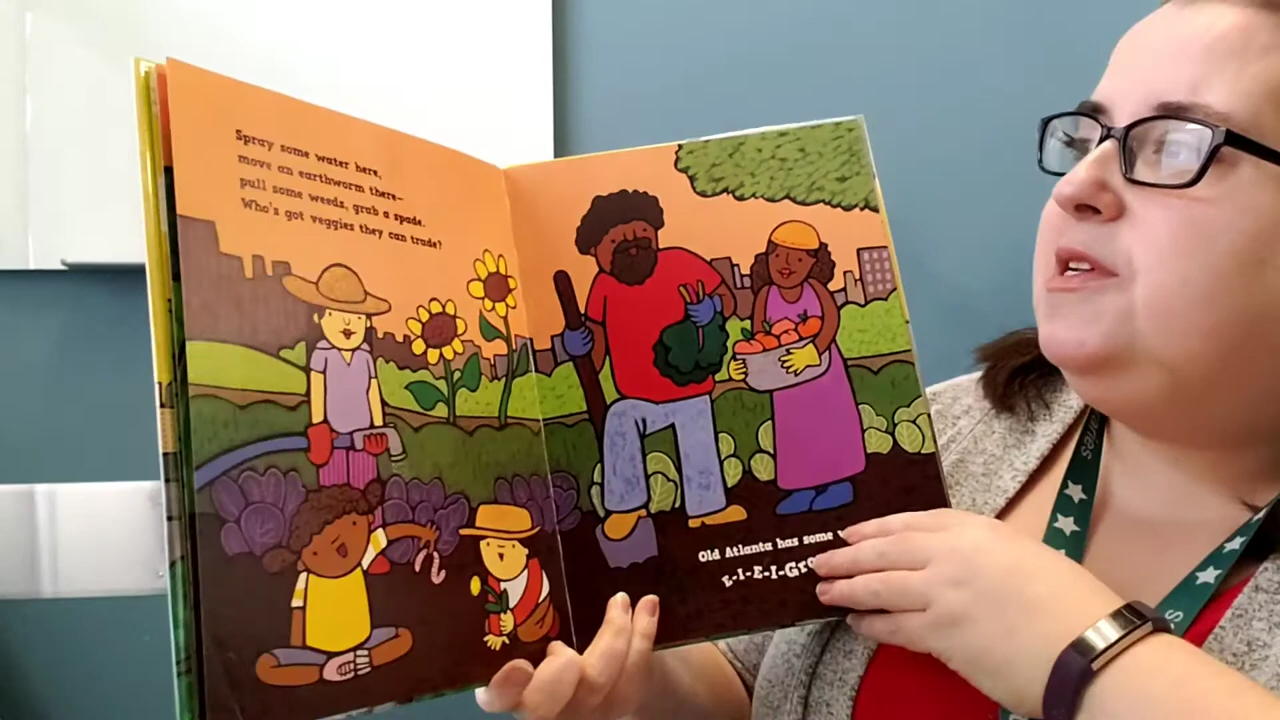 Spray some water here,
move an earthworm there–
pull some weeds, grab a spade.
Who's got veggies they can trade?
Old Atlanta has some
E-I-E-I-Gro